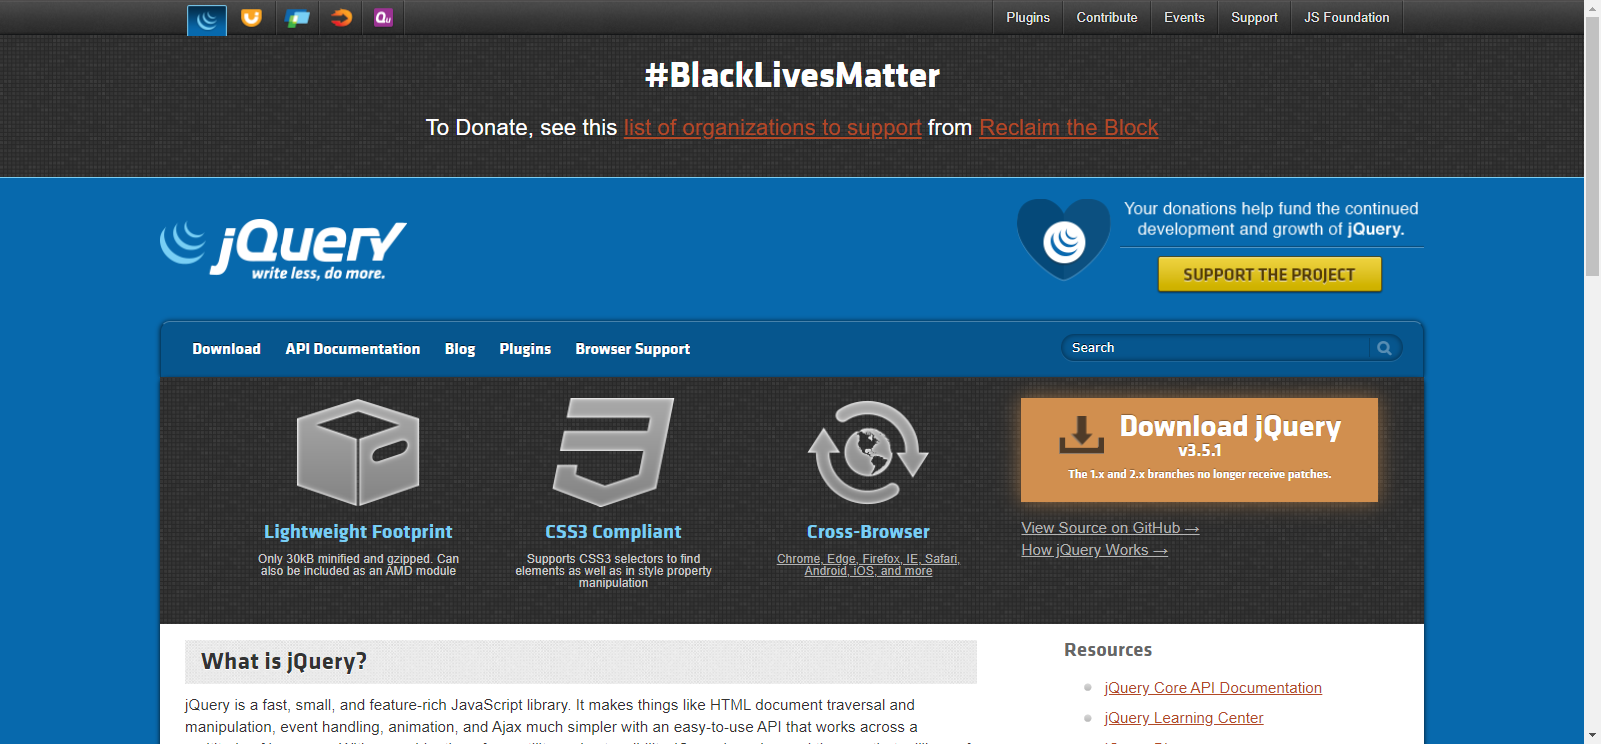 Qu
Plugins Contribute Events Support JS Foundation
#BlackLivesMatter
To Donate, see this list of organizations to support from Reclaim the Block
jQuery
write less, do more.
Your donations help fund the continued
development and growth of jQuery.
SUPPORT THE PROJECT
Download API Documentation Blog Plugins Browser Support
Search
Lightweight Footprint
Only 30kB minified and gzipped. Can
also be included as an AMD module
CSS3 Compliant
Supports CSS3 selectors to find
elements as well as in style property
manipulation
Cross-Browser
Chrome, Edge, Firefox, IE, Safari,
Android, iOS, and more
Download jQuery
v3.5.1
The 1.x and 2.x branches no longer receive patches.
View Source on GitHub →
How jQuery Works →
What is jQuery?
jQuery is a fast, small, and feature-rich JavaScript library. It makes things like HTML document traversal and
manipulation, event handling, animation, and Ajax much simpler with an easy-to-use API that works across a
Resources
jQuery Core API Documentation
jQuery Learning Center